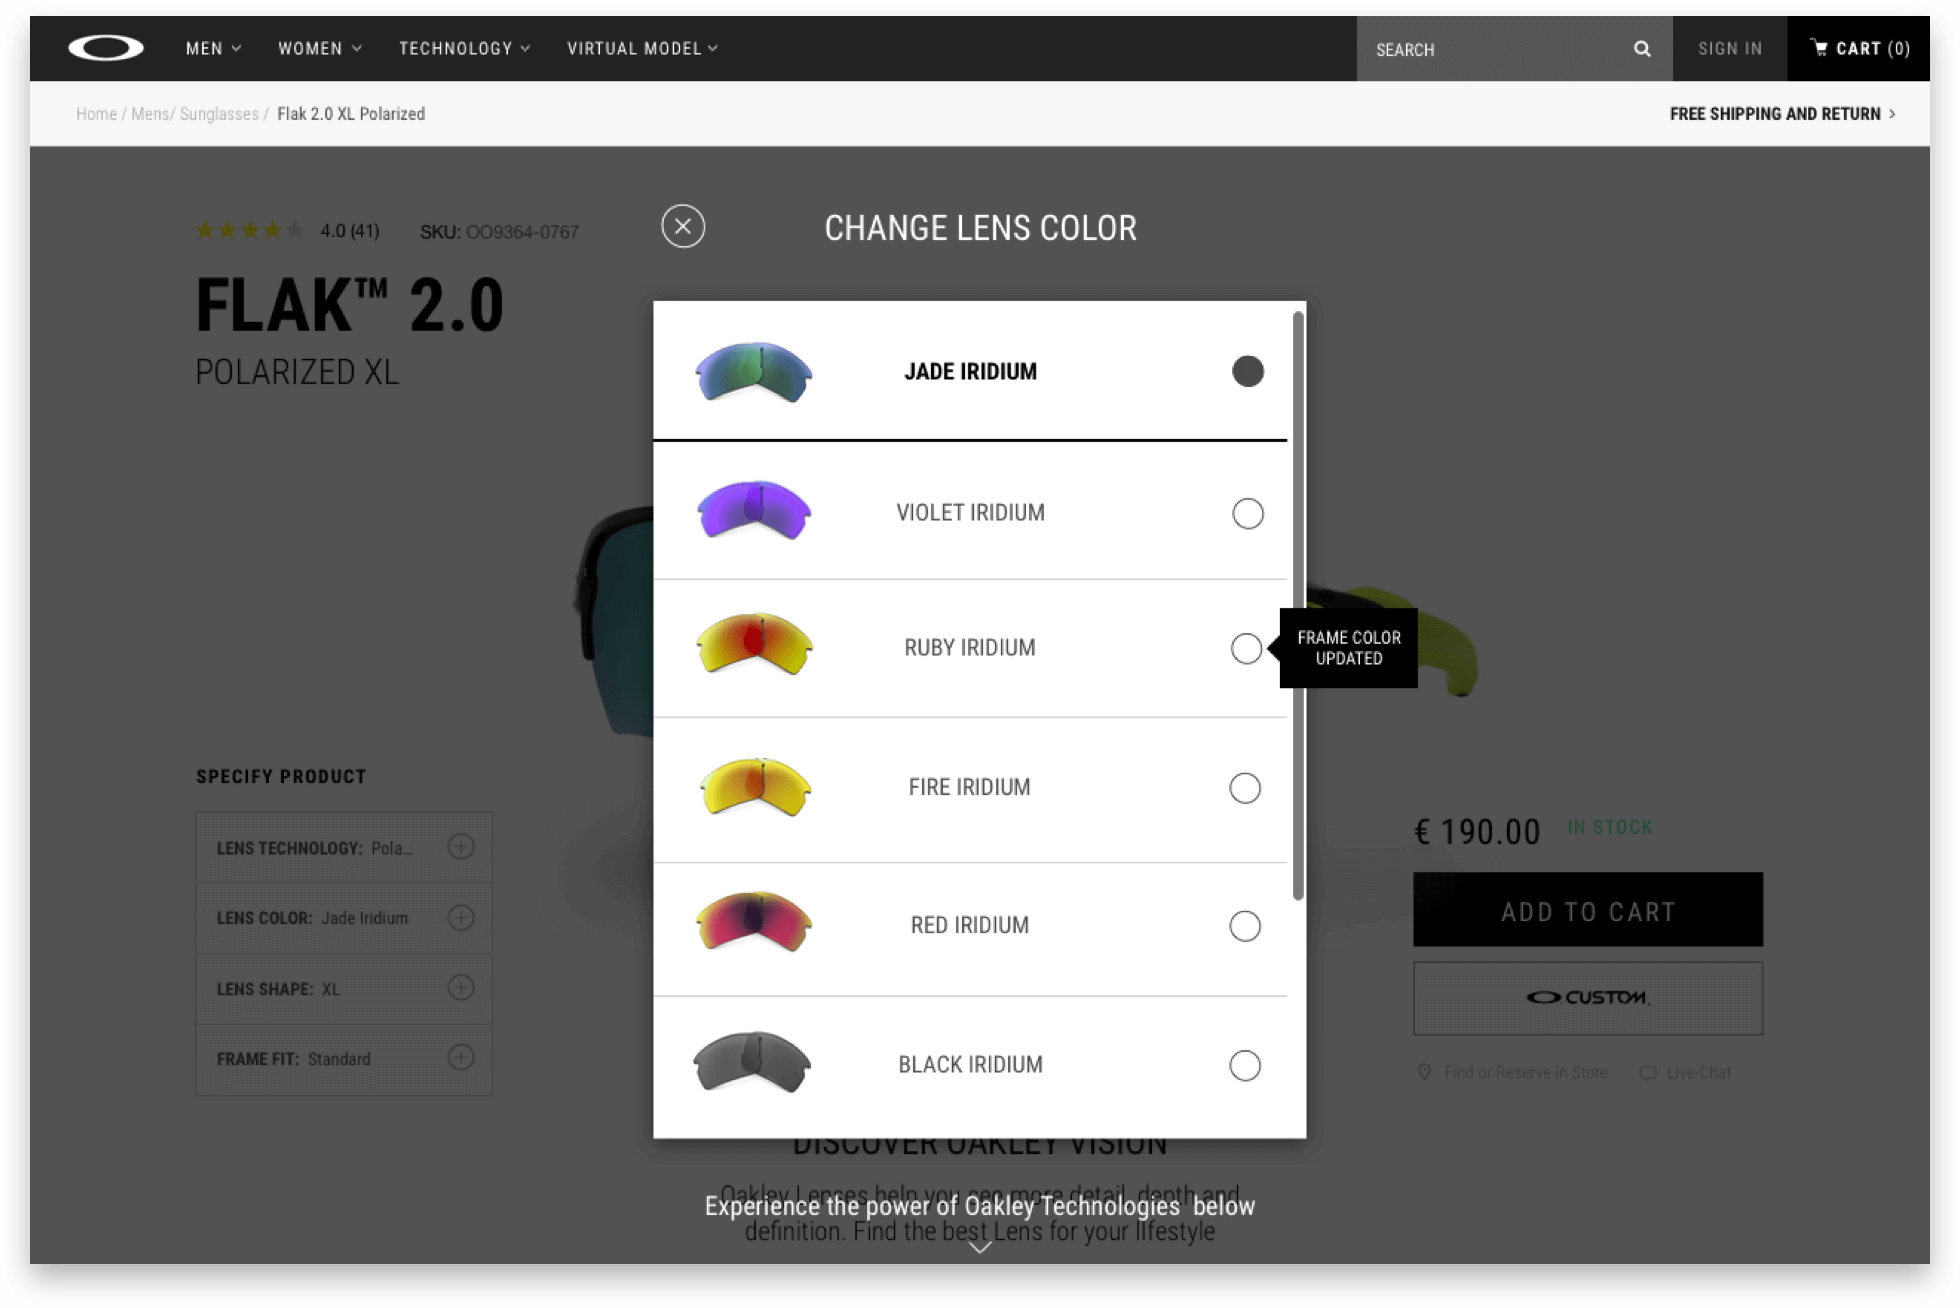 MEN
WOMEN
TECHNOLOGY
VIRTUAL MODEL
SEARCH
SIGN IN
CART (0)
Home / Mens/ Sunglasses / Flak 2.0 XL Polarized
FREE SHIPPING AND RETURN >
4.0 (41)
SKU: OO9364-0767
FLAK™ 2.0
POLARIZED XL
CHANGE LENS COLOR
JADE IRIDIUM
VIOLET IRIDIUM
RUBY IRIDIUM
FRAME COLOR
UPDATED
FIRE IRIDIUM
RED IRIDIUM
BLACK IRIDIUM
SPECIFY PRODUCT
LENS TECHNOLOGY: Pola...
LENS COLOR: Jade Iridium
LENS SHAPE: XL
FRAME FIT: Standard
€ 190.00
IN STOCK
ADD TO CART
CUSTOM
Find or Reserve in Store
Live-Chat
DISCOVER OAKLEY VISION
Oakley Lenses help you see more detail, depth and
Experience the power of Oakley Technologies below
definition. Find the best Lens for your lifestyle